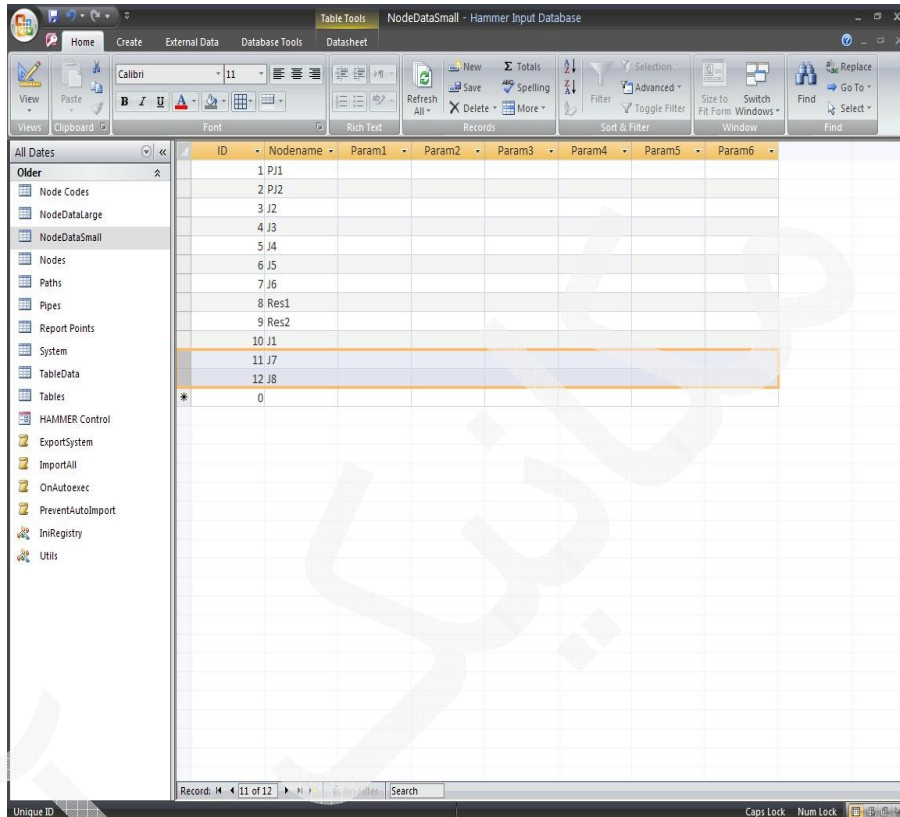 Table Tools NodeDataSmall - Hammer Input Database
Home Create External Data Database Tools Datasheet
View Paste Calibri 11 B I U Refresh All New Save Delete Σ Totals Spelling More Filter Selection Advanced Toggle Filter Size to Fit Form Switch Windows Find Replace Go To Select
Views Clipboard Font Rich Text Records Sort & Filter Window Find
All Dates
Older
Node Codes
NodeDataLarge
NodeDataSmall
Nodes
Paths
Pipes
Report Points
System
TableData
Tables
HAMMER Control
ExportSystem
ImportAll
OnAutoexec
PreventAutoImport
IniRegistry
Utils
ID Nodename Param1 Param2 Param3 Param4 Param5 Param6
1 PJ1
2 PJ2
3 J2
4 J3
5 J4
6 J5
7 J6
8 Res1
9 Res2
10 J1
11 J7
12 J8
0
Record: 11 of 12 No Filter Search
Unique ID Caps Lock Num Lock